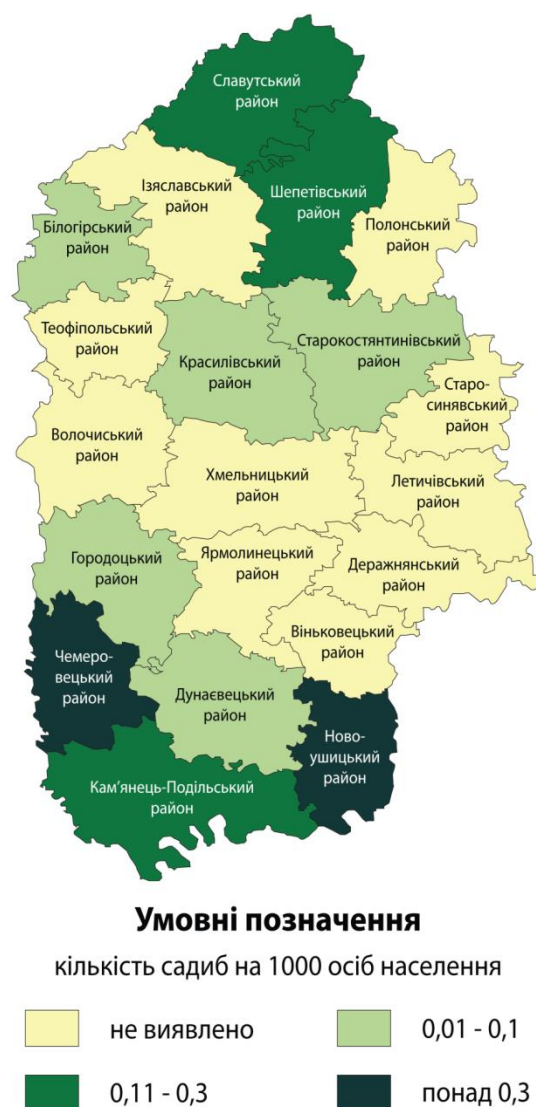 Славутський
район
Ізяславський
район
Шепетівський
район
Полонський
район
Білогірський
район
Теофіпольський
район
Красилівський
район
Старокостянтинівський
район
Старо-
синявський
район
Волочиський
район
Хмельницький
район
Летичівський
район
Городоцький
район
Ярмолинецький
район
Деражнянський
район
Віньковецький
район
Чемеро-
вецький
район
Дунаєвецький
район
Ново-
ушицький
район
Кам’янець-Подільський
район
Умовні позначення
кількість садиб на 1000 осіб населення
не виявлено
0,01 - 0,1
0,11 - 0,3
понад 0,3